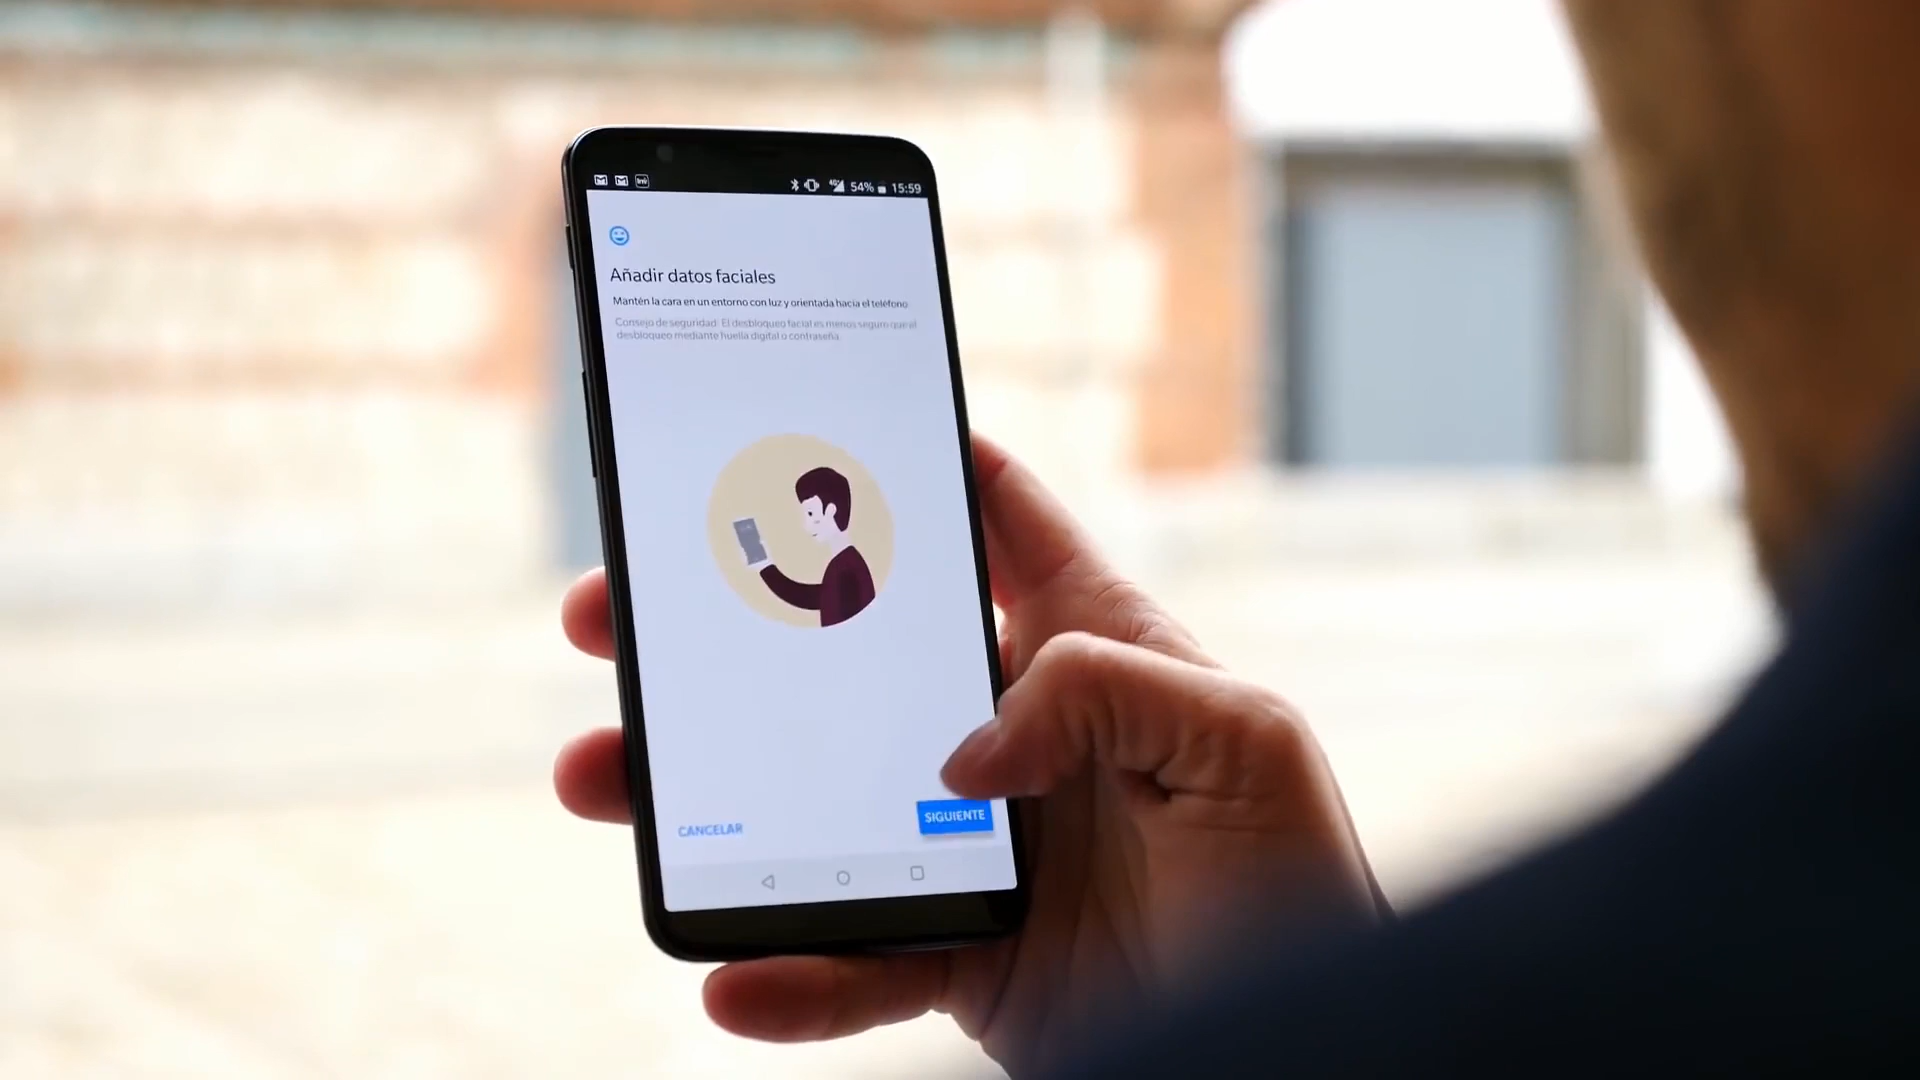 54% 15:59
Añadir datos faciales
Mantén la cara en un entorno con luz y orientada hacia el teléfono
Consejo de seguridad: El desbloqueo facial es menos seguro que el
desbloqueo mediante huella digital o contraseña.
CANCELAR
SIGUIENTE